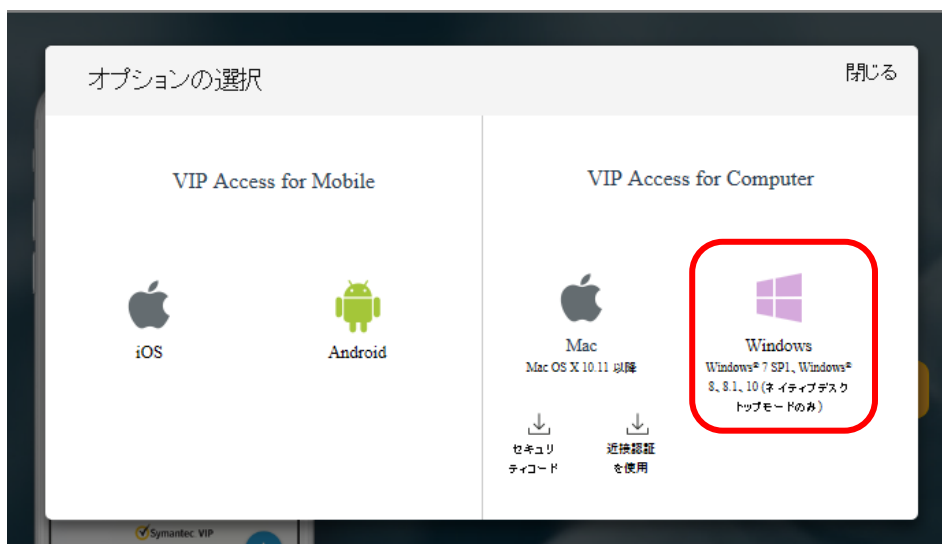 オプションの選択
閉じる
VIP Access for Mobile
iOS
Android
VIP Access for Computer
Mac
Mac OS X 10.11 以降
セキュリ
ティコード
近接認証
を使用
Windows
Windows® 7 SP1、Windows®
8、8.1、10 (ネイティブデスク
トップモードのみ)
Symantec VIP